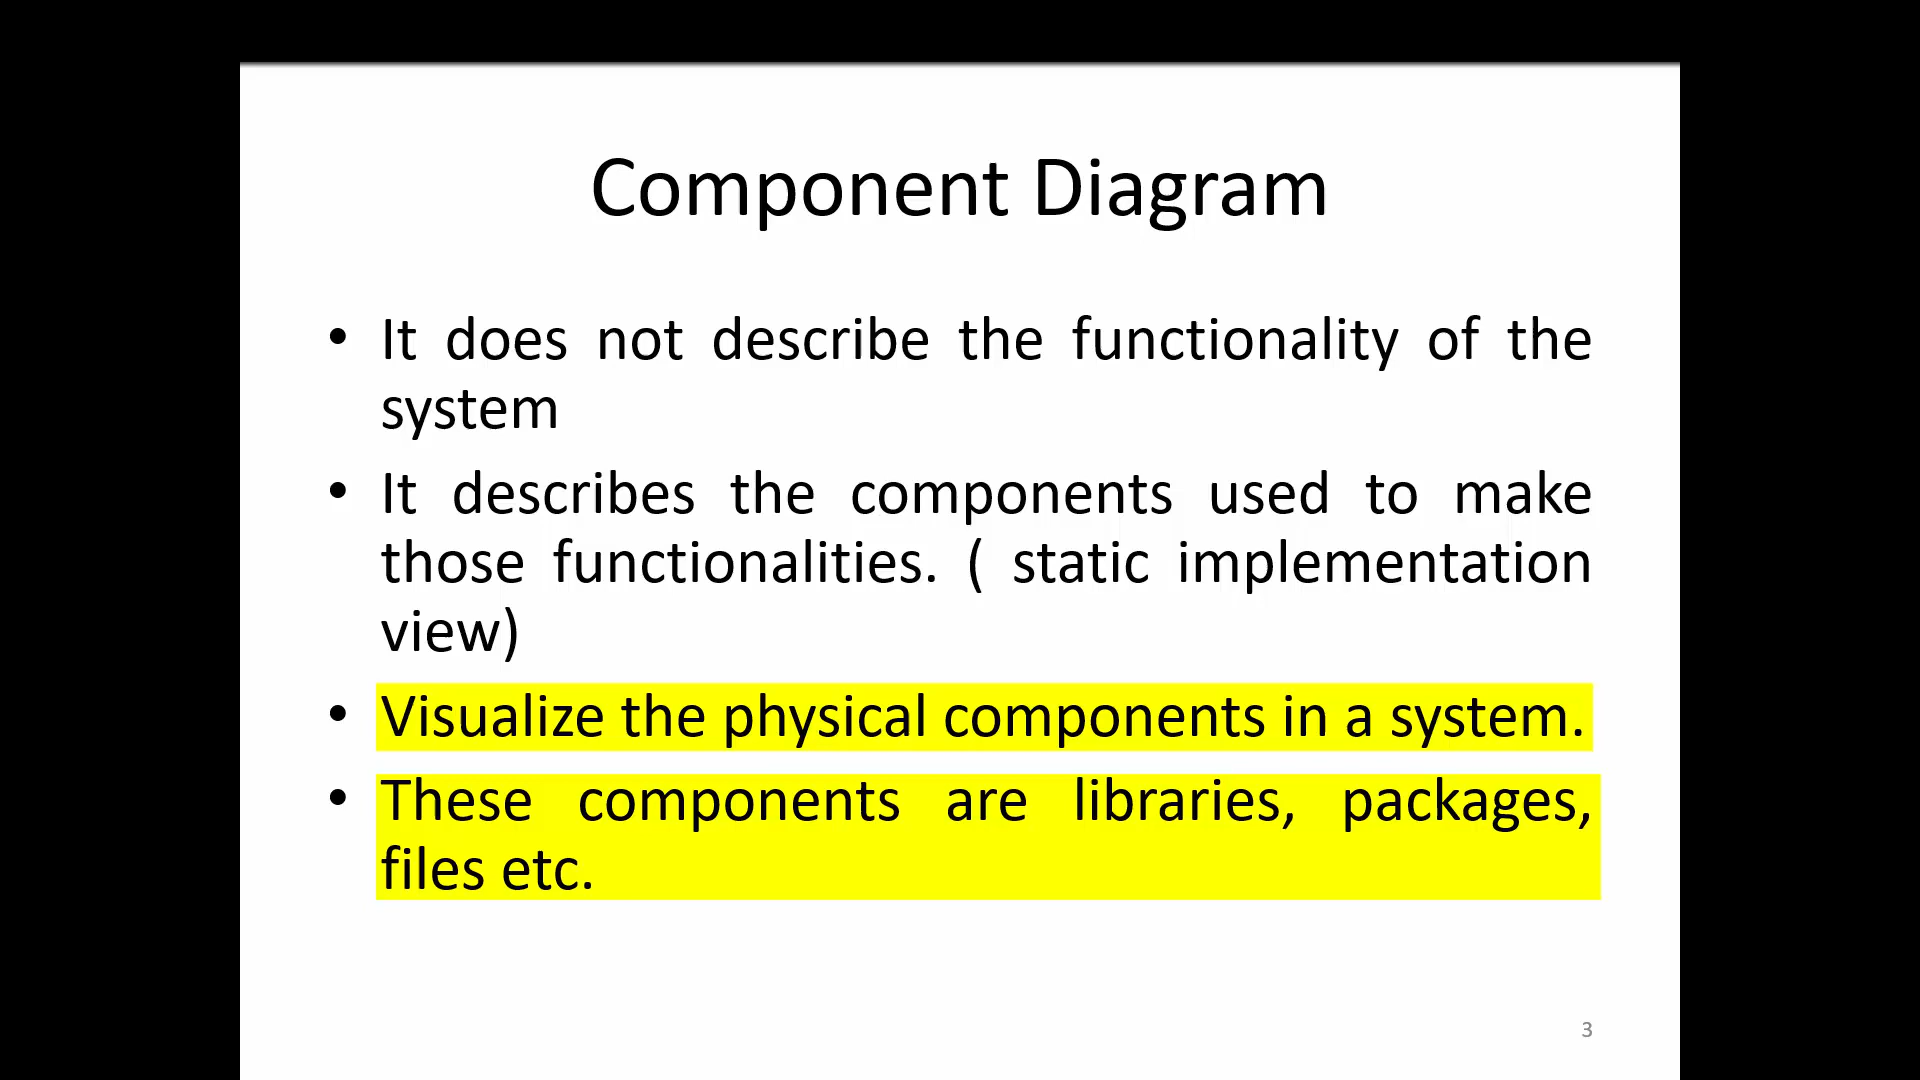 Component Diagram
• It does not describe the functionality of the
system
• It describes the components used to make
those functionalities. ( static implementation
view)
• Visualize the physical components in a system.
• These components are libraries, packages,
files etc.
3